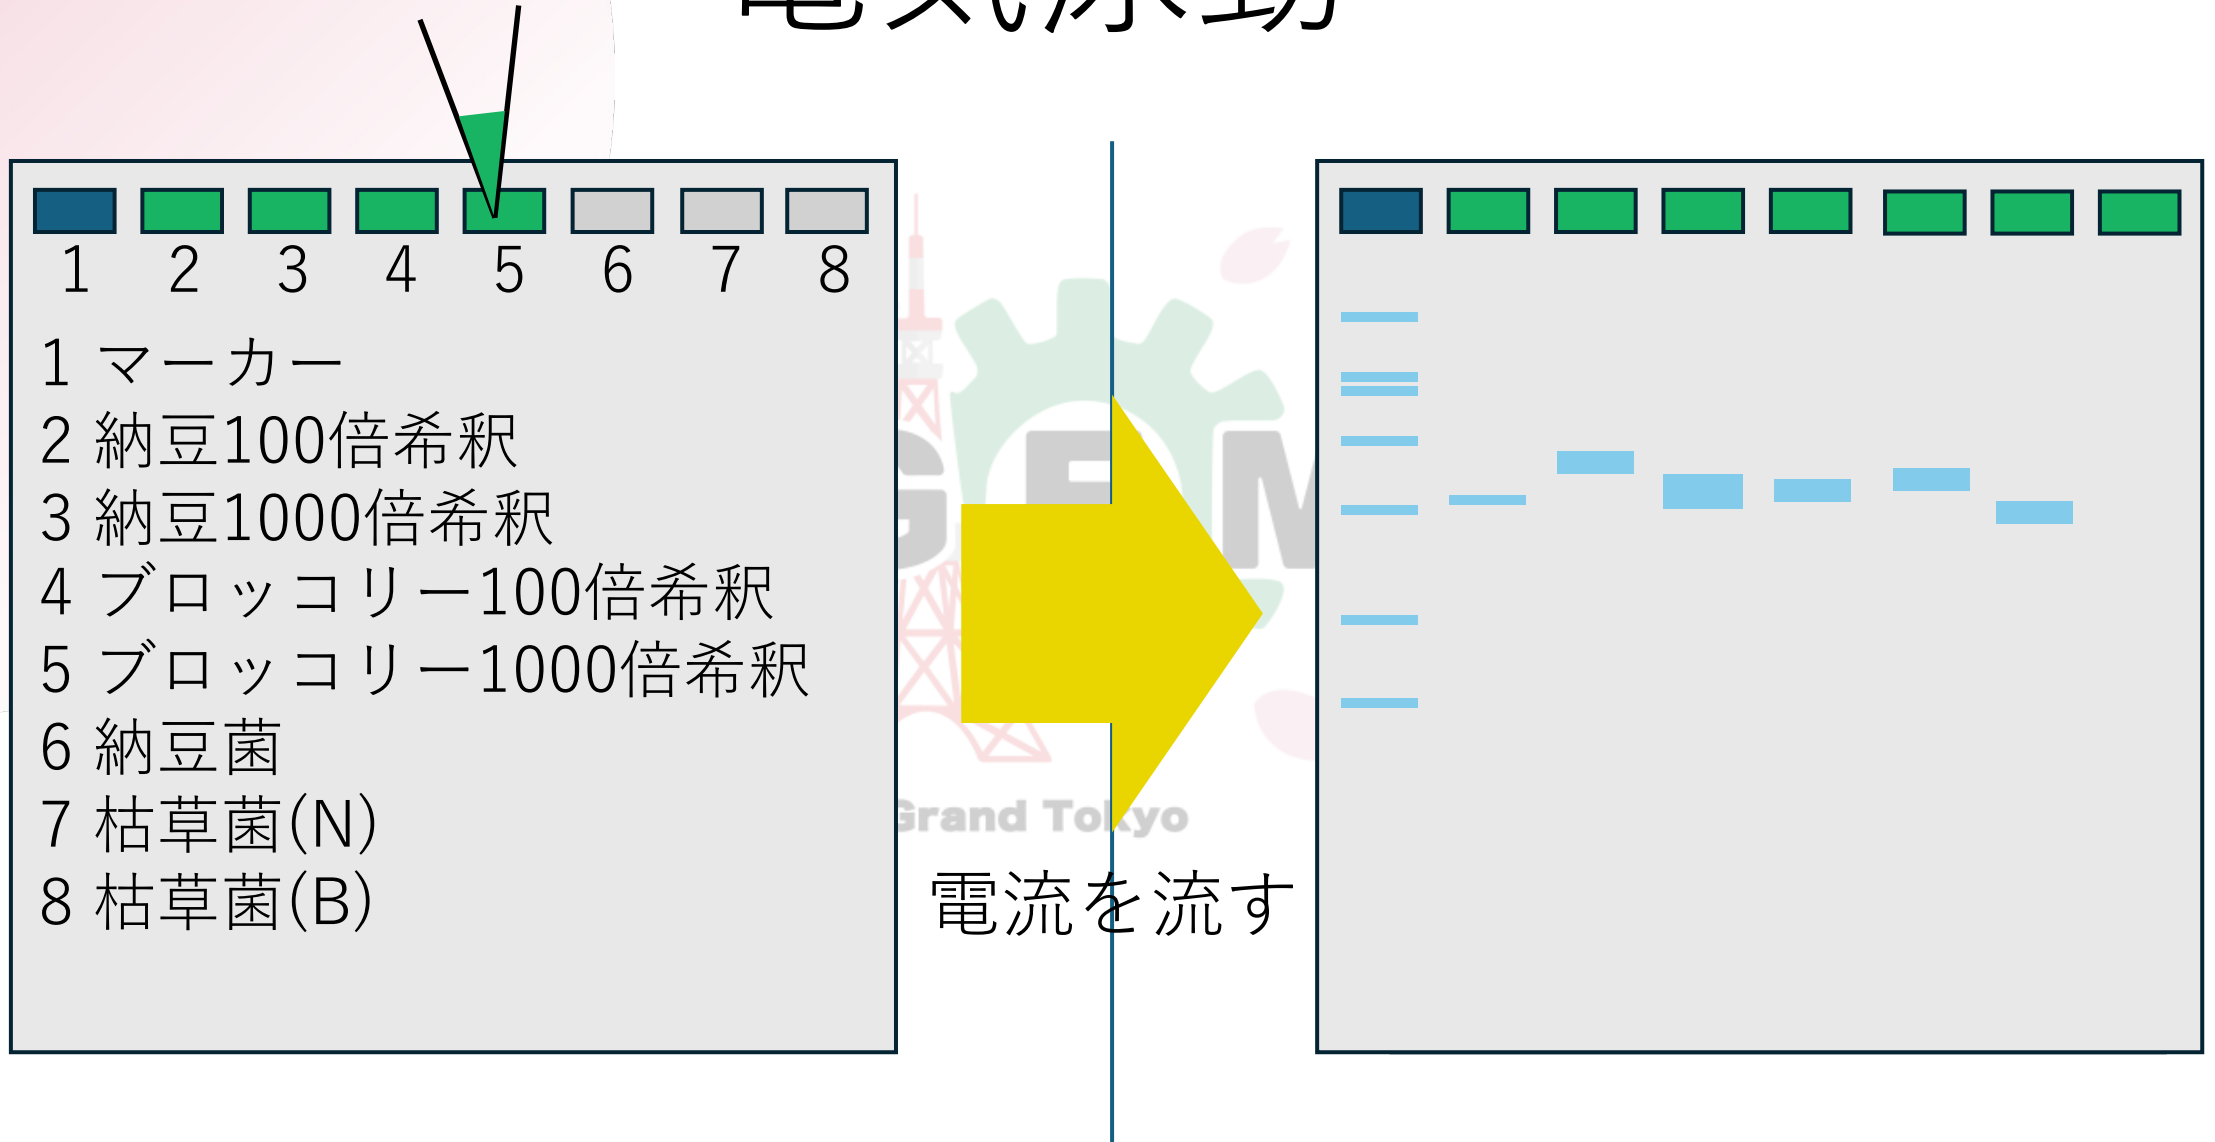 電気泳動
1 2 3 4 5 6 7 8
1 マーカー
2 納豆100倍希釈
3 納豆1000倍希釈
4 ブロッコリー100倍希釈
5 ブロッコリー1000倍希釈
6 納豆菌
7 枯草菌(N)
8 枯草菌(B)
Grand Tokyo
電流を流す